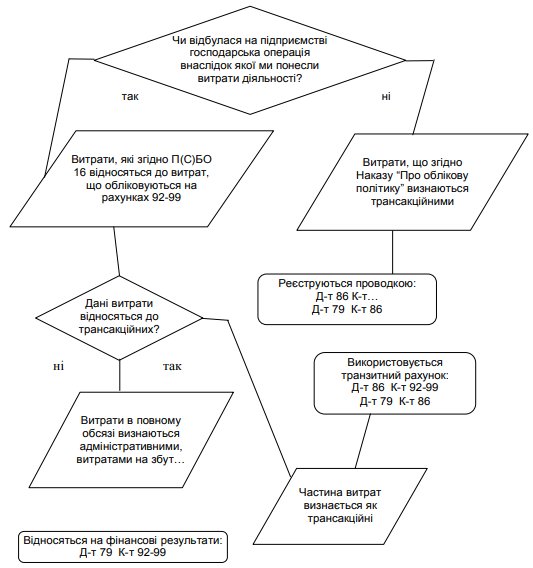 Чи відбулася на підприємстві
господарська операція
внаслідок якої ми понесли
витрати діяльності?
так
ні
Витрати, які згідно П(С)БО
16 відносяться до витрат,
що обліковуються на
рахунках 92-99
Витрати, що згідно
Наказу “Про облікову
політику” визнаються
трансакційними
Реєструються проводкою:
Д-т 86 К-т…
Д-т 79 К-т 86
Дані витрати
відносяться до
трансакційних?
ні
так
Використовується
транзитний рахунок:
Д-т 86 К-т 92-99
Д-т 79 К-т 86
Витрати в повному
обсязі визнаються
адміністративними,
витратами на збут…
Частина витрат
визнається як
трансакційні
Відносяться на фінансові результати:
Д-т 79 К-т 92-99